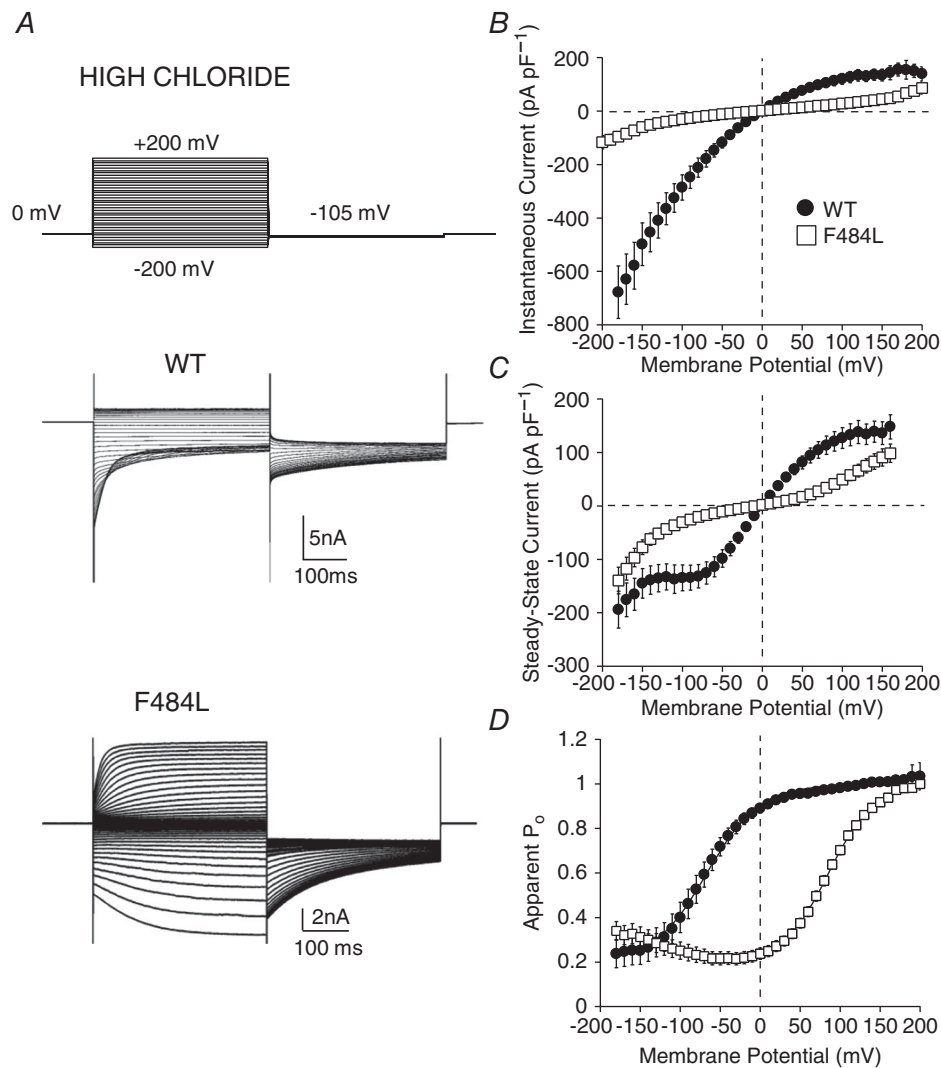 A
HIGH CHLORIDE
+200 mV
0 mV
-105 mV
-200 mV
WT
5nA
100ms
F484L
2nA
100 ms
B
Instantaneous Current (pA pF⁻¹)
200
0
-200
-400
-600
-800
WT
F484L
-200 -150 -100 -50 0 50 100 150 200
Membrane Potential (mV)
C
Steady-State Current (pA pF⁻¹)
200
100
0
-100
-200
-300
-200 -150 -100 -50 0 50 100 150 200
Membrane Potential (mV)
D
Apparent Pₒ
1.2
1
0.8
0.6
0.4
0.2
0
-200 -150 -100 -50 0 50 100 150 200
Membrane Potential (mV)